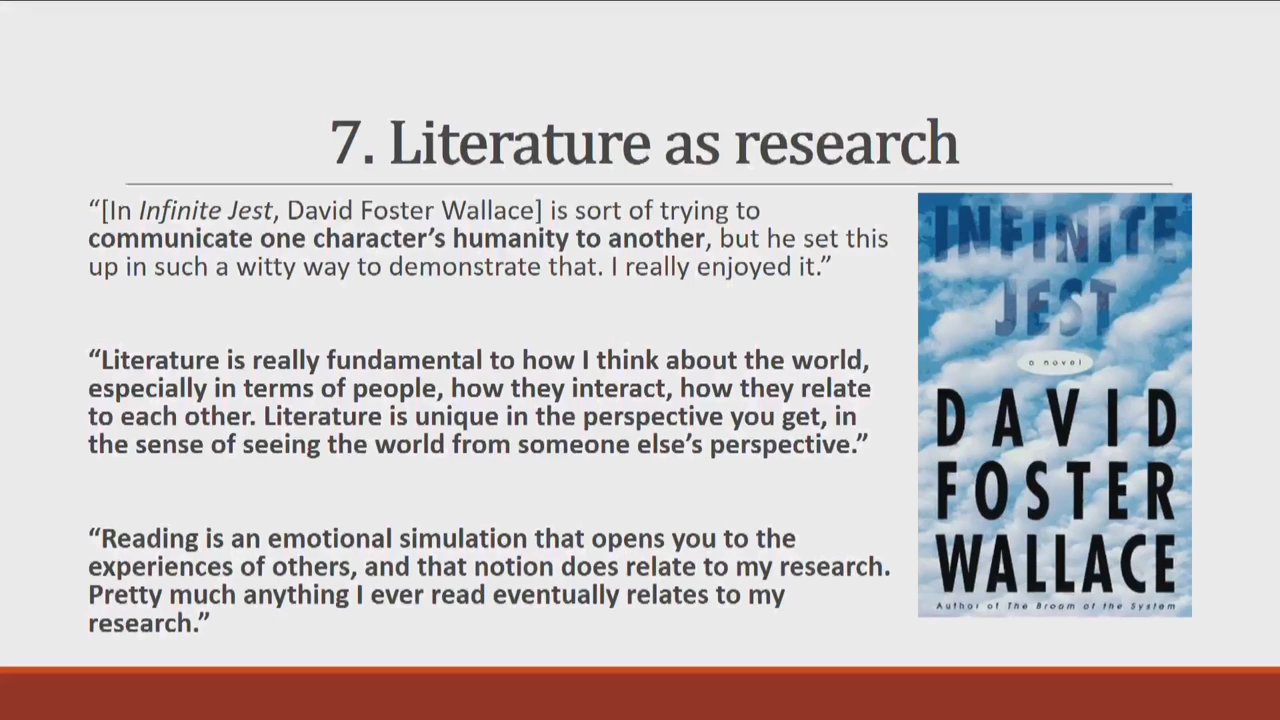 7. Literature as research
“[In Infinite Jest, David Foster Wallace] is sort of trying to
communicate one character’s humanity to another, but he set this
up in such a witty way to demonstrate that. I really enjoyed it.”
“Literature is really fundamental to how I think about the world,
especially in terms of people, how they interact, how they relate
to each other. Literature is unique in the perspective you get, in
the sense of seeing the world from someone else’s perspective.”
“Reading is an emotional simulation that opens you to the
experiences of others, and that notion does relate to my research.
Pretty much anything I ever read eventually relates to my
research.”
INFINITE
JEST
a novel
DAVID
FOSTER
WALLACE
Author of The Broom of the System